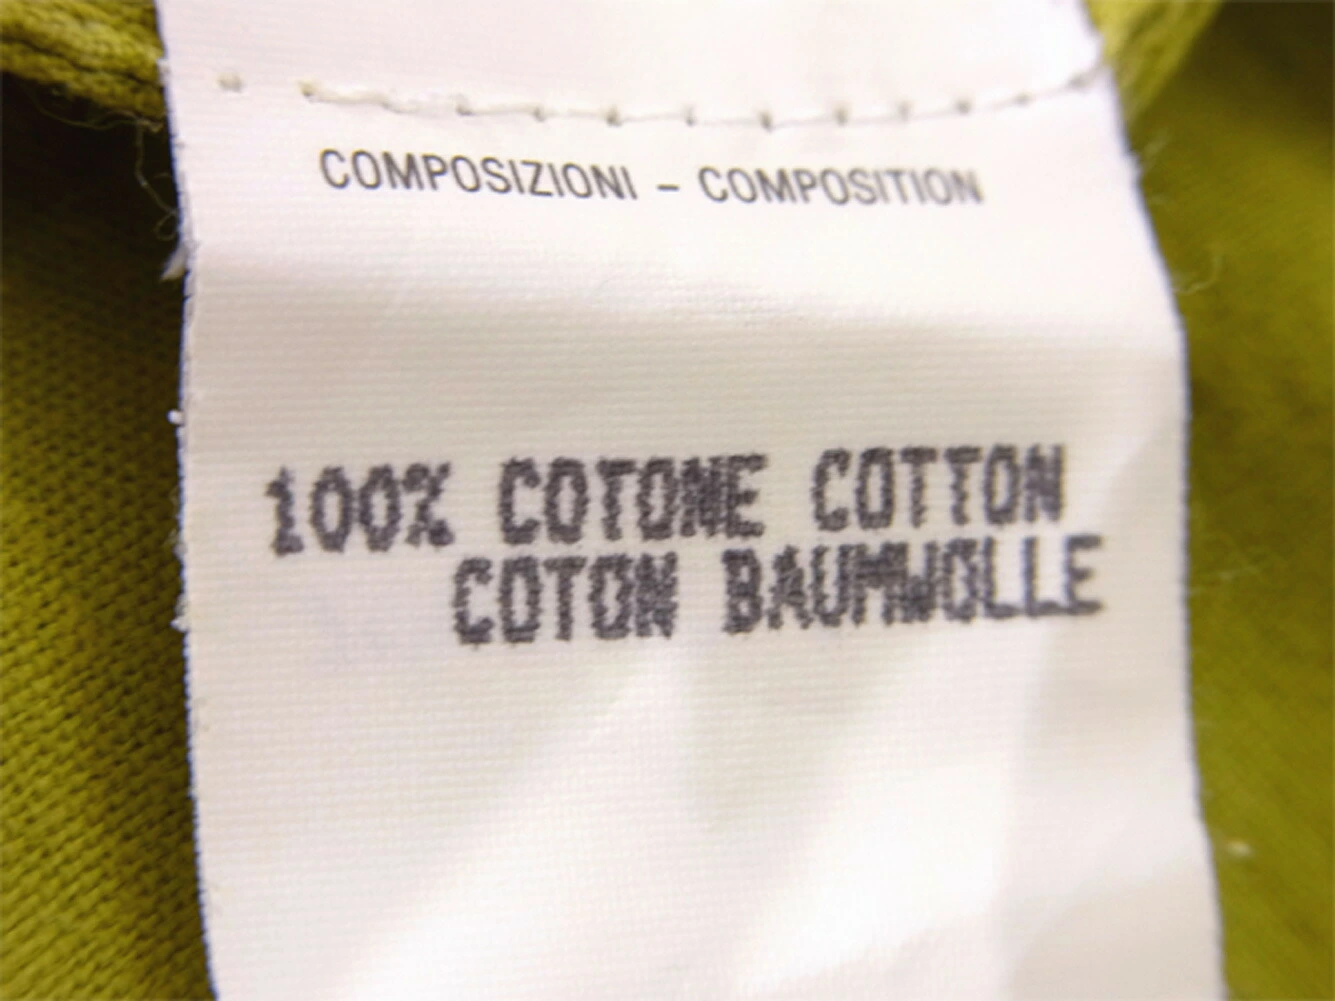 COMPOSIZIONI – COMPOSITION
100% COTONE COTTON
COTON BAUMWOLLE